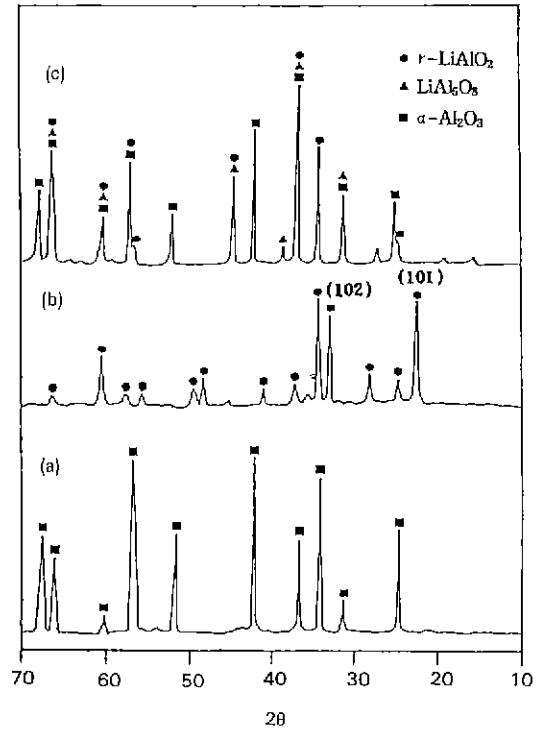 (c)
● r-LiAlO₂
▲ LiAl₅O₈
■ α-Al₂O₃
(b)
(102)
(101)
(a)
70 60 50 40 30 20 10
2θ